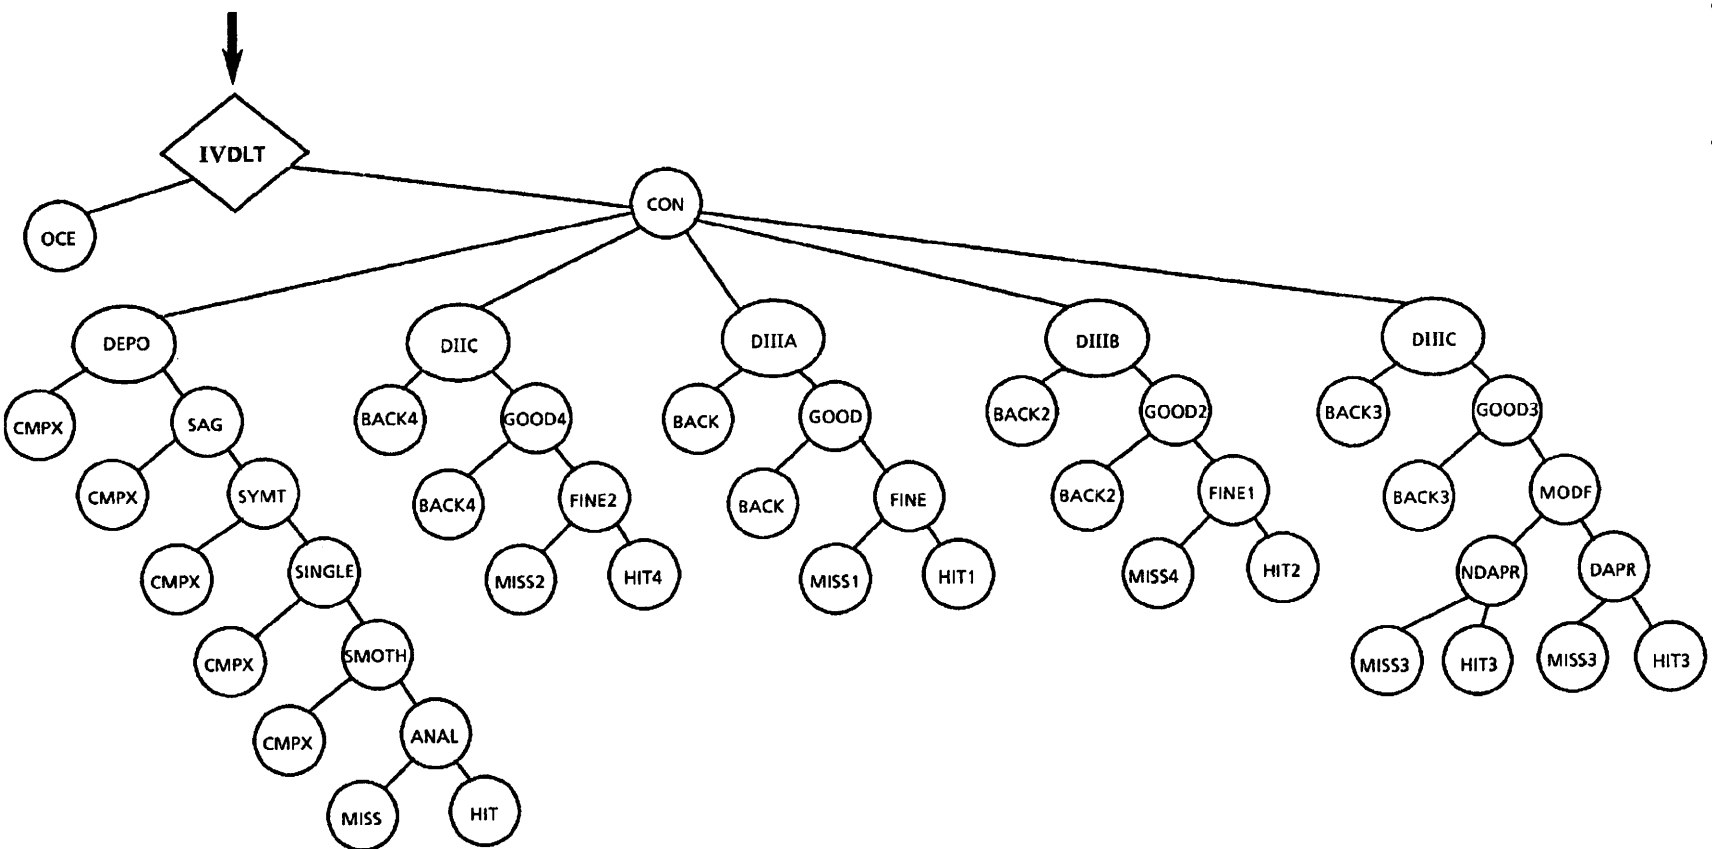 IVDLT
CON
OCE
DEPO
DIIC
DIIIA
DIIIB
DIIIC
CMPX
SAG
BACK4
GOOD4
BACK
GOOD
BACK2
GOOD2
BACK3
GOOD3
CMPX
SYMT
BACK4
FINE2
BACK
FINE
BACK2
FINE1
BACK3
MODF
CMPX
SINGLE
MISS2
HIT4
MISS1
HIT1
MISS4
HIT2
NDAPR
DAPR
CMPX
SMOTH
MISS3
HIT3
MISS3
HIT3
CMPX
ANAL
MISS
HIT